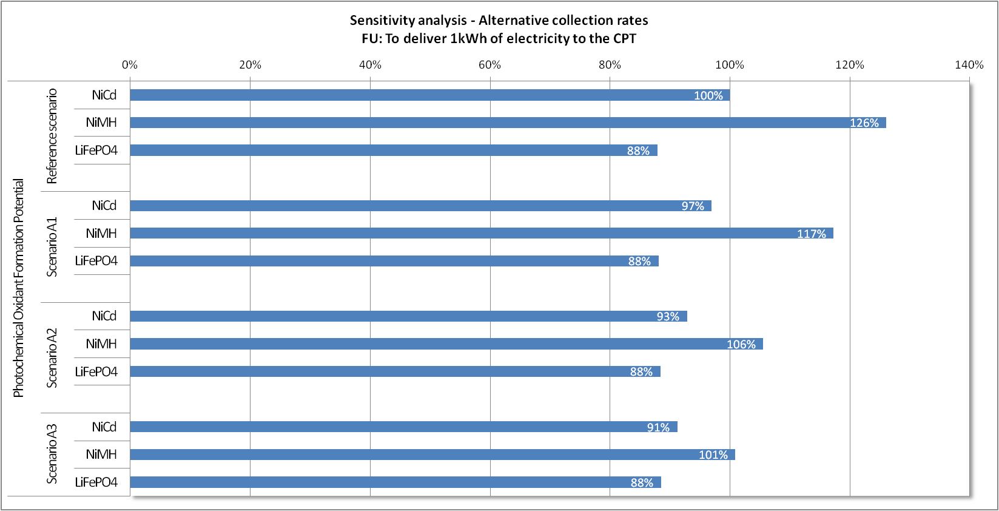 Sensitivity analysis - Alternative collection rates
FU: To deliver 1kWh of electricity to the CPT
0% 20% 40% 60% 80% 100% 120% 140%
Photochemical Oxidant Formation Potential
Reference scenario
NiCd 100%
NiMH 126%
LiFePO4 88%
Scenario A1
NiCd 97%
NiMH 117%
LiFePO4 88%
Scenario A2
NiCd 93%
NiMH 106%
LiFePO4 88%
Scenario A3
NiCd 91%
NiMH 101%
LiFePO4 88%